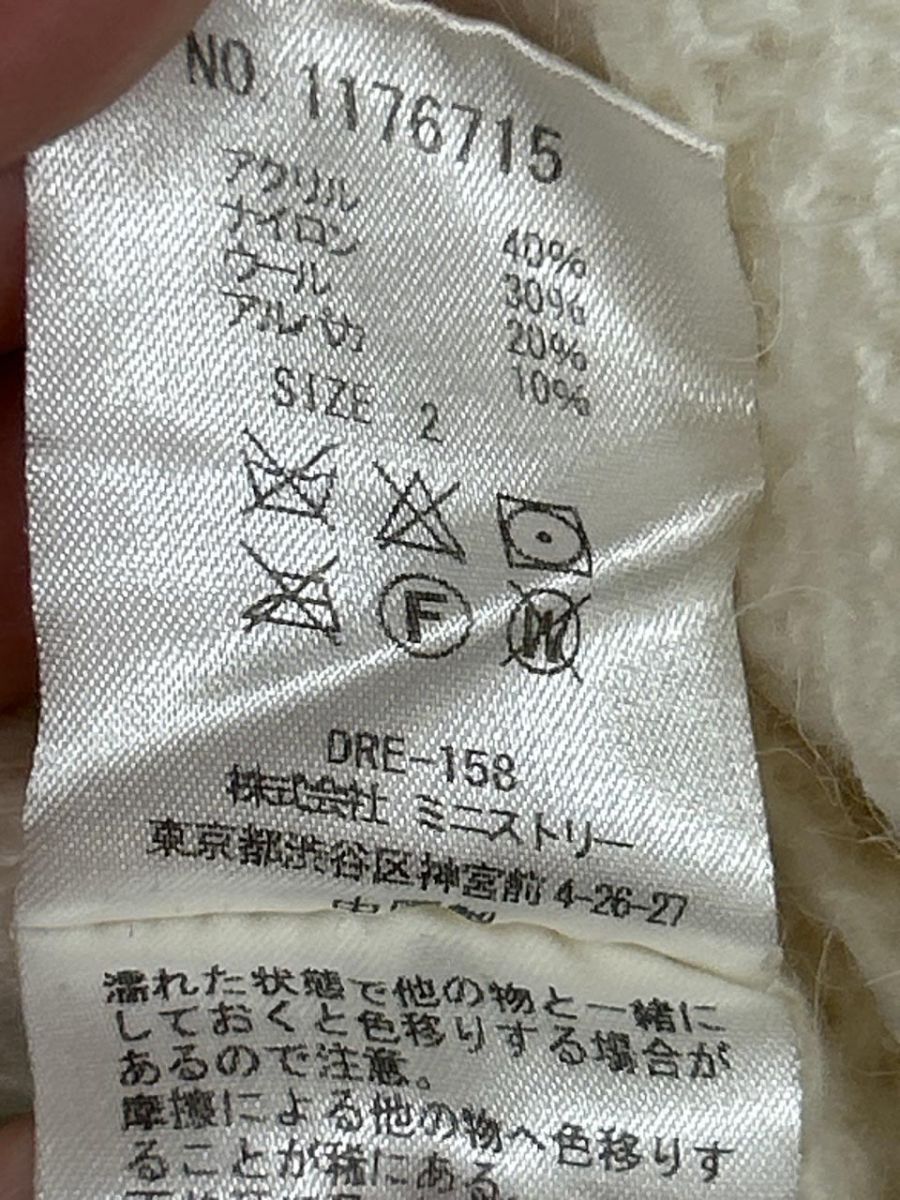 NO. 1176715
アクリル 40%
ナイロン 30%
ウール 20%
アルパカ 10%
SIZE 2
F
W
DRE-158
株式会社 ミニストリー
東京都渋谷区神宮前 4-26-27
濡れた状態で他の物と一緒に
しておくと色移りする場合が
あるので注意。
摩擦による他の物へ色移りす
ることが稀にある。